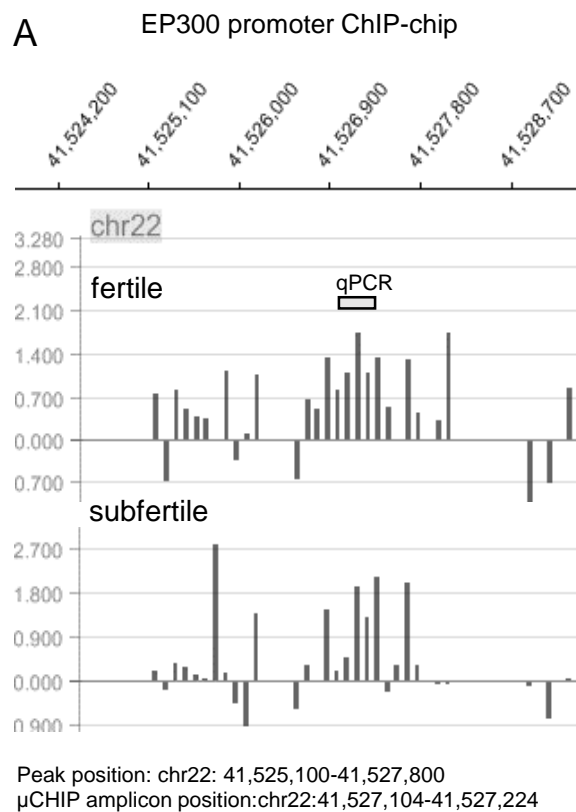 A
EP300 promoter ChIP-chip
41,524,200
41,525,100
41,526,000
41,526,900
41,527,800
41,528,700
chr22
3.280
2.800
fertile
qPCR
2.100
1.400
0.700
0.000
0.700
subfertile
2.700
1.800
0.900
0.000
0.900
Peak position: chr22: 41,525,100-41,527,800
µCHIP amplicon position:chr22:41,527,104-41,527,224